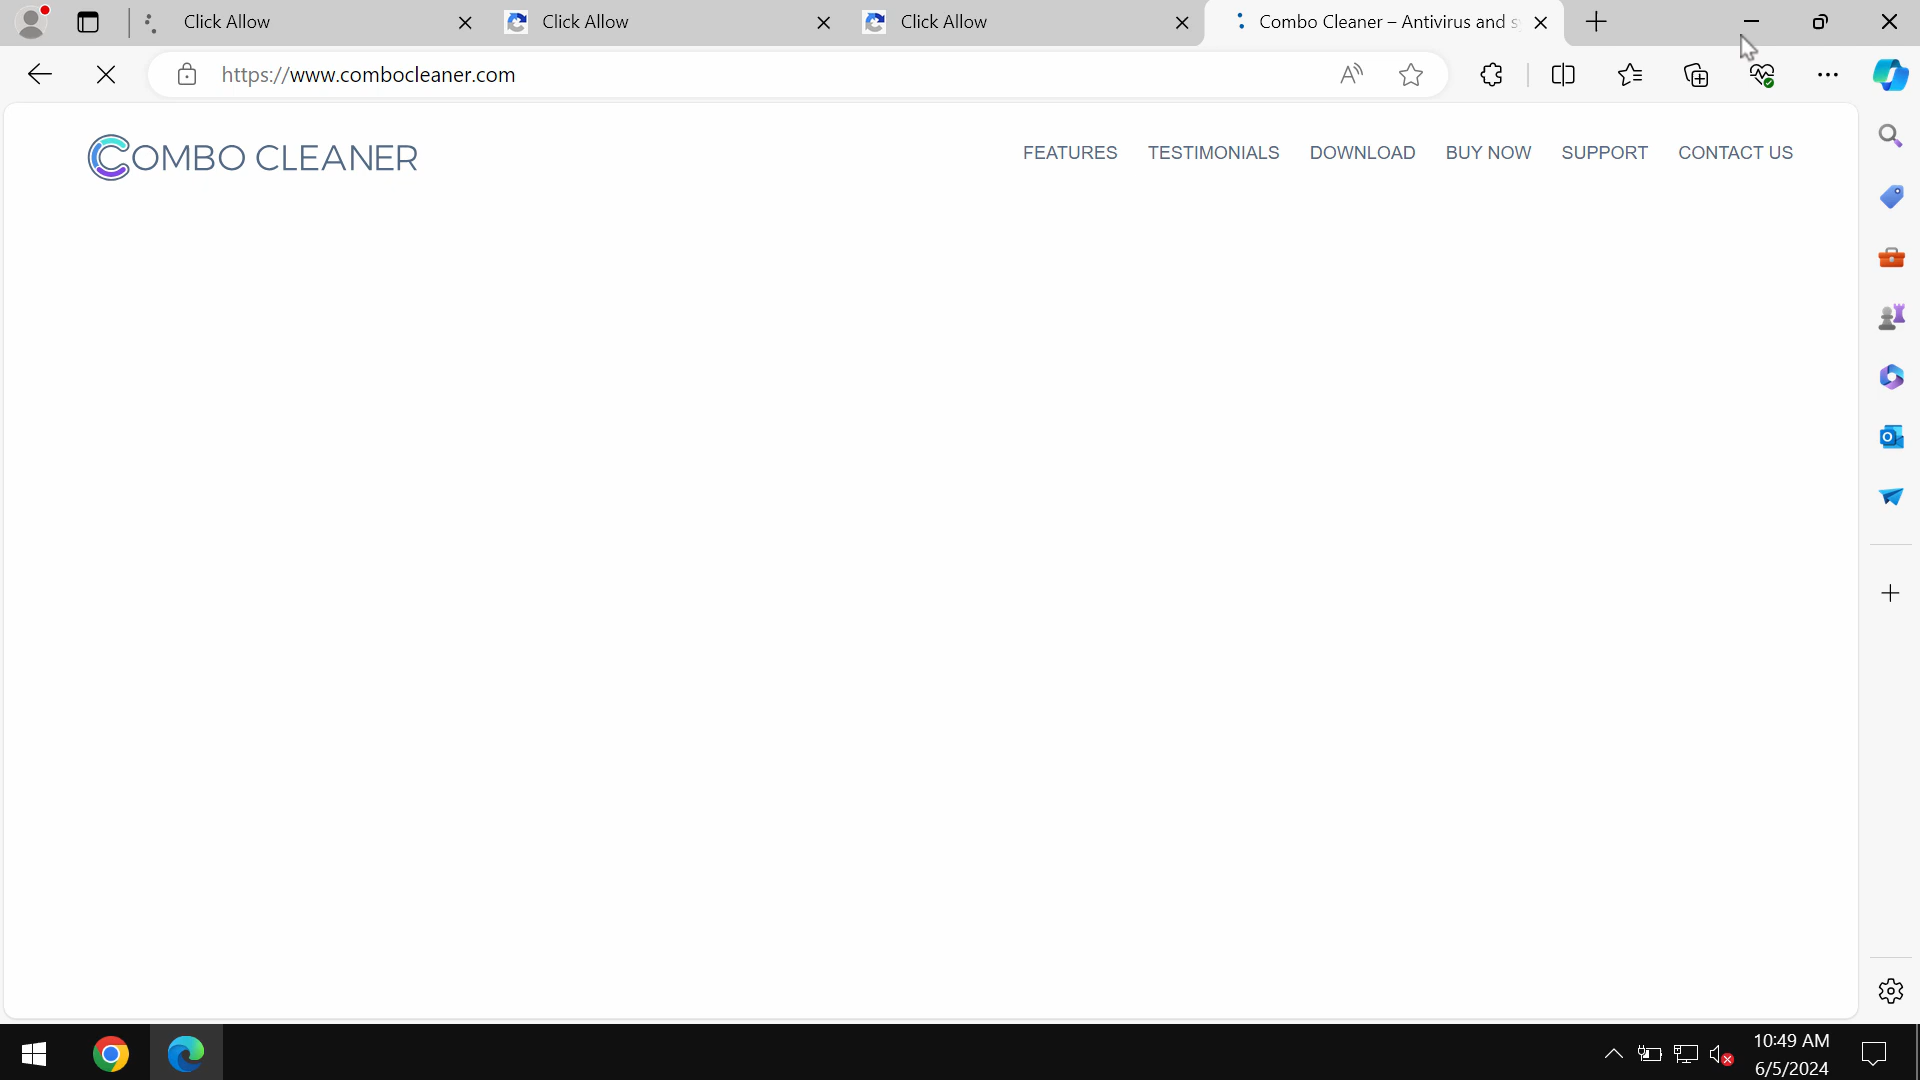 Click Allow
Click Allow
Click Allow
Combo Cleaner – Antivirus and s
https://www.combocleaner.com
COMBO CLEANER
FEATURES
TESTIMONIALS
DOWNLOAD
BUY NOW
SUPPORT
CONTACT US
10:49 AM
6/5/2024